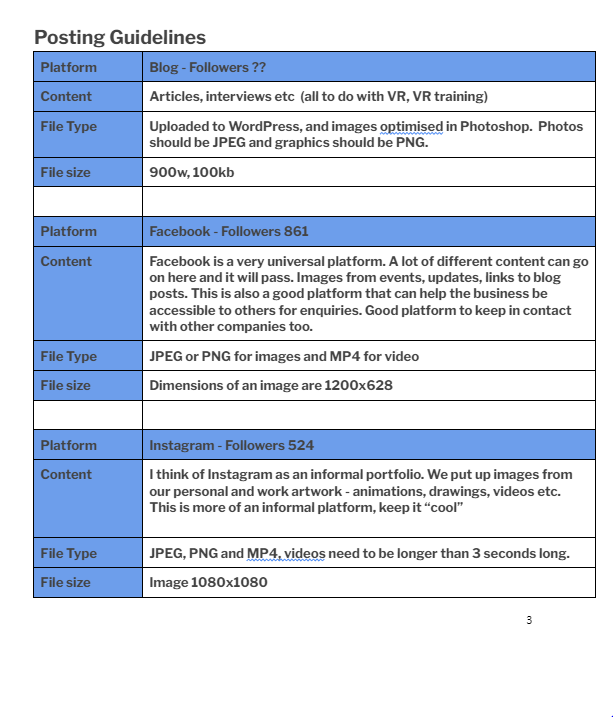 Posting Guidelines
Platform
Blog - Followers ??
Content
Articles, interviews etc  (all to do with VR, VR training)
File Type
Uploaded to WordPress, and images optimised in Photoshop.  Photos
should be JPEG and graphics should be PNG.
File size
900w, 100kb
Platform
Facebook - Followers 861
Content
Facebook is a very universal platform. A lot of different content can go
on here and it will pass. Images from events, updates, links to blog
posts. This is also a good platform that can help the business be
accessible to others for enquiries. Good platform to keep in contact
with other companies too.
File Type
JPEG or PNG for images and MP4 for video
File size
Dimensions of an image are 1200x628
Platform
Instagram - Followers 524
Content
I think of Instagram as an informal portfolio. We put up images from
our personal and work artwork - animations, drawings, videos etc.
This is more of an informal platform, keep it “cool”
File Type
JPEG, PNG and MP4, videos need to be longer than 3 seconds long.
File size
Image 1080x1080
3